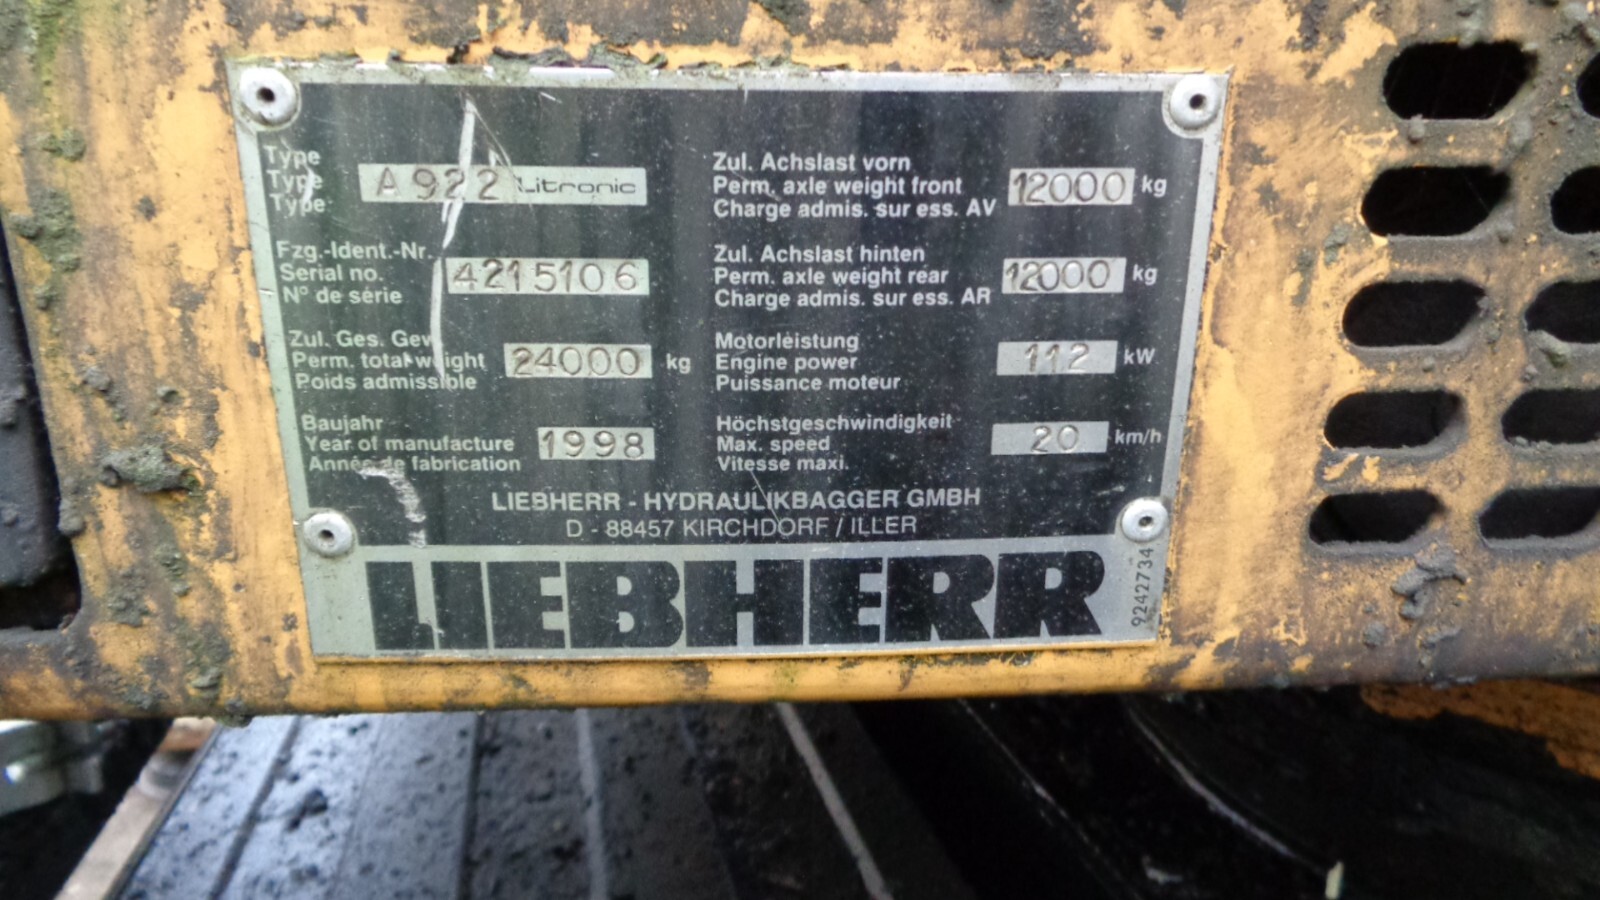 Type
Type A 922 Litronic
Type
Fzg.-Ident.-Nr.
Serial no. 4215106
N° de série
Zul. Ges. Gew
Perm. total weight 24000 kg
Poids admissible
Baujahr
Year of manufacture 1998
Année de fabrication
Zul. Achslast vorn
Perm. axle weight front 12000 kg
Charge admis. sur ess. AV
Zul. Achslast hinten
Perm. axle weight rear 12000 kg
Charge admis. sur ess. AR
Motorleistung
Engine power 112 kW
Puissance moteur
Höchstgeschwindigkeit
Max. speed 20 km/h
Vitesse maxi.
LIEBHERR - HYDRAULIKBAGGER GMBH
D - 88457 KIRCHDORF / ILLER
LIEBHERR
9242734